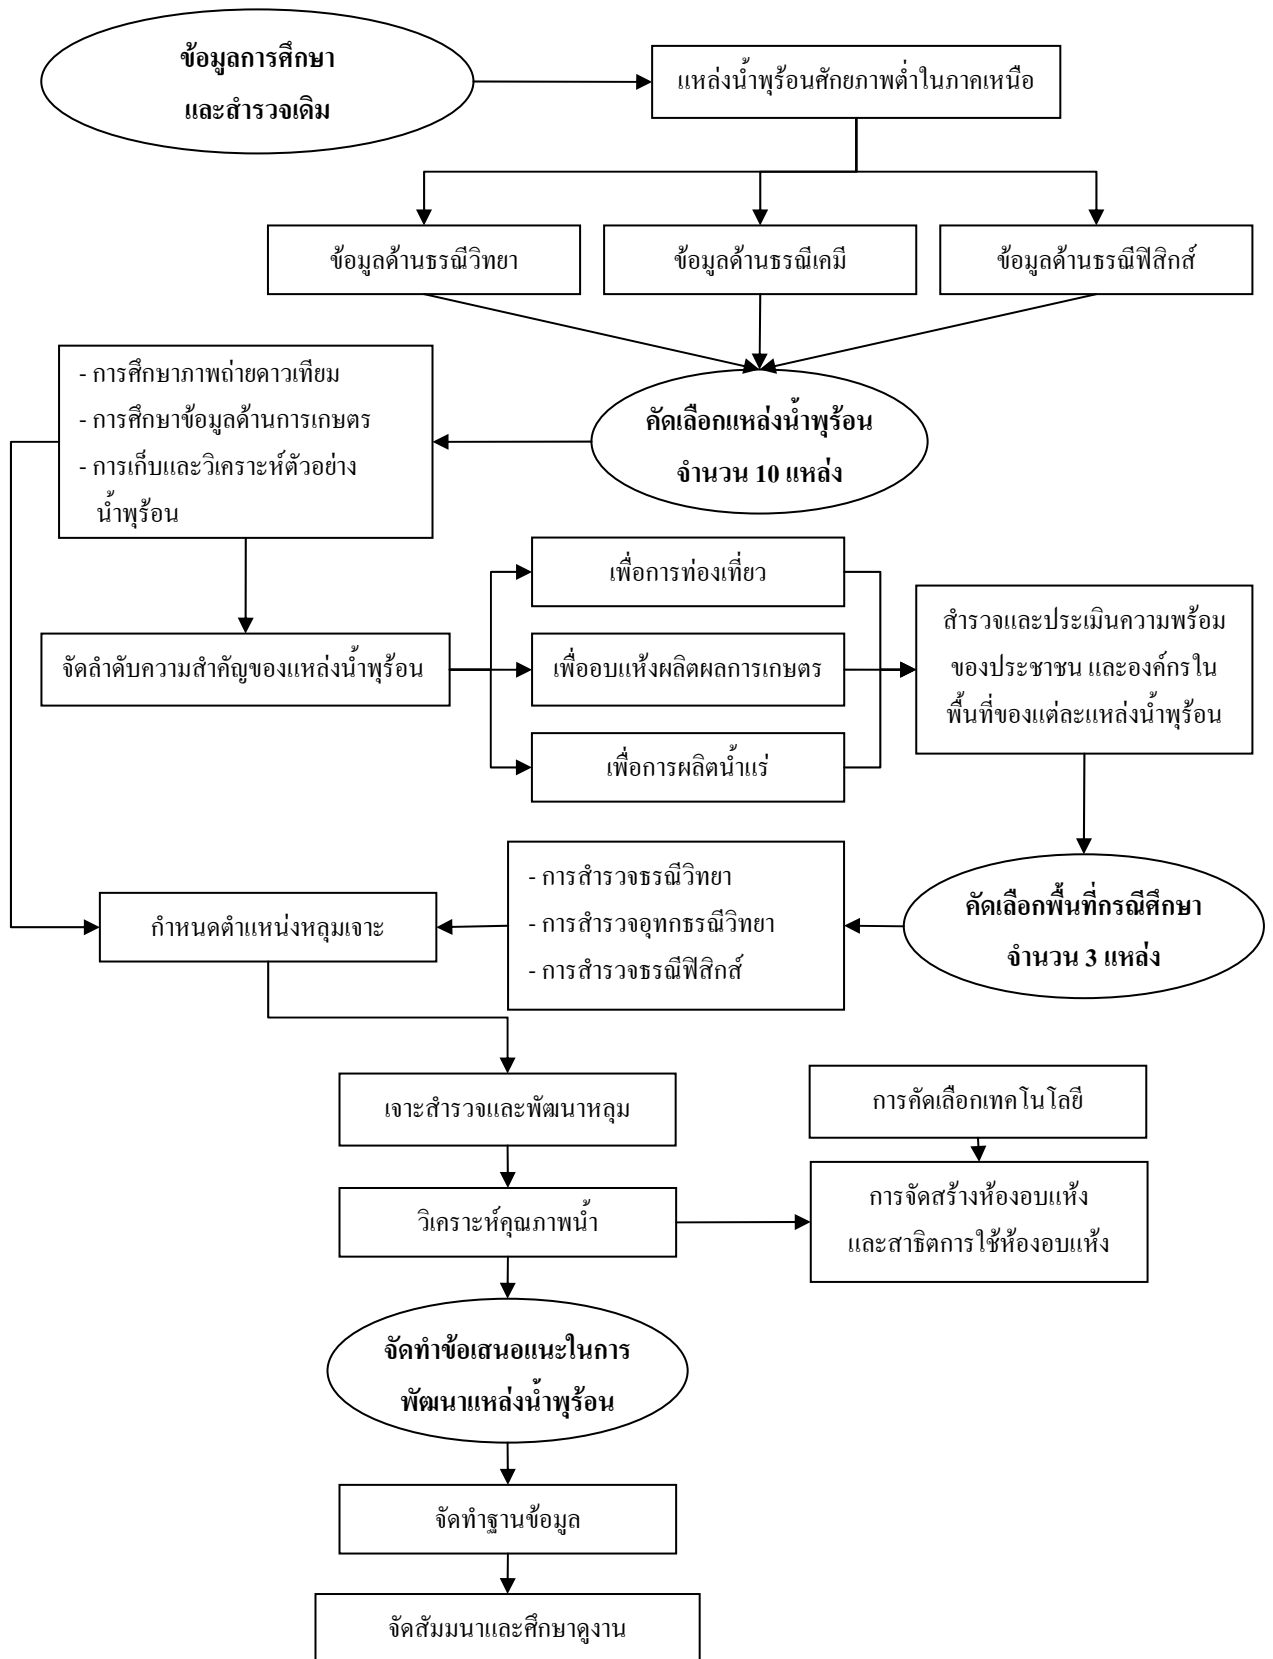 ข้อมูลการศึกษา
และสำรวจเดิม
แหล่งน้ำพุร้อนศักยภาพต่ำในภาคเหนือ
ข้อมูลด้านธรณีวิทยา
ข้อมูลด้านธรณีเคมี
ข้อมูลด้านธรณีฟิสิกส์
- การศึกษาภาพถ่ายดาวเทียม
- การศึกษาข้อมูลด้านการเกษตร
- การเก็บและวิเคราะห์ตัวอย่าง
น้ำพุร้อน
คัดเลือกแหล่งน้ำพุร้อน
จำนวน 10 แหล่ง
จัดลำดับความสำคัญของแหล่งน้ำพุร้อน
เพื่อการท่องเที่ยว
เพื่ออบแห้งผลิตผลการเกษตร
เพื่อการผลิตน้ำแร่
สำรวจและประเมินความพร้อม
ของประชาชน และองค์กรใน
พื้นที่ของแต่ละแหล่งน้ำพุร้อน
กำหนดตำแหน่งหลุมเจาะ
- การสำรวจธรณีวิทยา
- การสำรวจอุทกธรณีวิทยา
- การสำรวจธรณีฟิสิกส์
คัดเลือกพื้นที่กรณีศึกษา
จำนวน 3 แหล่ง
เจาะสำรวจและพัฒนาหลุม
การคัดเลือกเทคโนโลยี
วิเคราะห์คุณภาพน้ำ
การจัดสร้างห้องอบแห้ง
และสาธิตการใช้ห้องอบแห้ง
จัดทำข้อเสนอแนะในการ
พัฒนาแหล่งน้ำพุร้อน
จัดทำฐานข้อมูล
จัดสัมมนาและศึกษาดูงาน